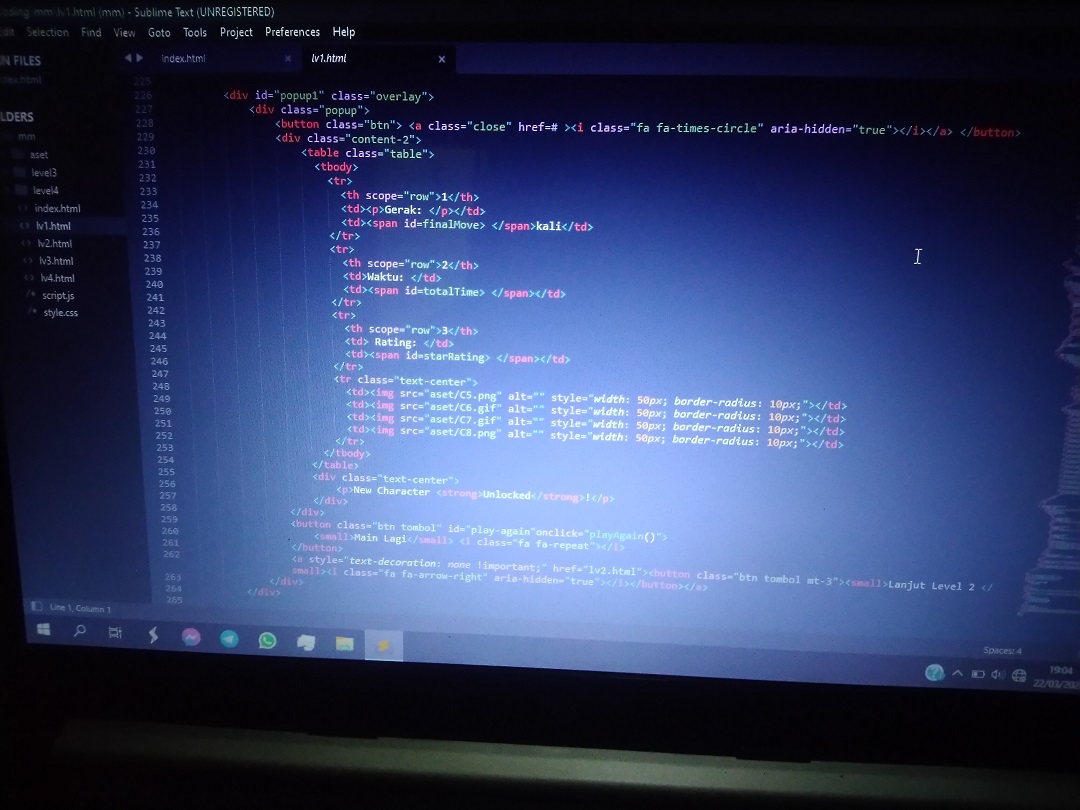 oding\mm\lv1.html (mm) - Sublime Text (UNREGISTERED)
Edit Selection Find View Goto Tools Project Preferences Help
N FILES
index.html
LDERS
mm
aset
level3
level4
index.html
lv1.html
lv2.html
lv3.html
lv4.html
script.js
style.css
index.html × lv1.html ×
225
226 <div id="popup1" class="overlay">
227 <div class="popup">
228 <button class="btn"> <a class="close" href=# ><i class="fa fa-times-circle" aria-hidden="true"></i></a> </button>
229 <div class="content-2">
230 <table class="table">
231 <tbody>
232 <tr>
233 <th scope="row">1</th>
234 <td><p>Gerak: </p></td>
235 <td><span id=finalMove> </span>kali</td>
236 </tr>
237 <tr>
238 <th scope="row">2</th>
239 <td>Waktu: </td>
240 <td><span id=totalTime> </span></td>
241 </tr>
242 <tr>
243 <th scope="row">3</th>
244 <td> Rating: </td>
245 <td><span id=starRating> </span></td>
246 </tr>
247 <tr class="text-center">
248 <td><img src="aset/C5.png" alt="" style="width: 50px; border-radius: 10px;"></td>
249 <td><img src="aset/C6.gif" alt="" style="width: 50px; border-radius: 10px;"></td>
250 <td><img src="aset/C7.gif" alt="" style="width: 50px; border-radius: 10px;"></td>
251 <td><img src="aset/C8.png" alt="" style="width: 50px; border-radius: 10px;"></td>
252 </tr>
253 </tbody>
254 </table>
255 <div class="text-center">
256 <p>New Character <strong>Unlocked</strong>!</p>
257 </div>
258 </div>
259 <button class="btn tombol" id="play-again"onclick="playAgain()">
260 <small>Main Lagi</small> <i class="fa fa-repeat"></i>
261 </button>
262 <a style="text-decoration: none !important;" href="lv2.html"><button class="btn tombol mt-3"><small>Lanjut Level 2 </
small><i class="fa fa-arrow-right" aria-hidden="true"></i></button></a>
263 </div>
264 </div>
265
Line 1, Column 1
Spaces: 4
19:04
22/03/202